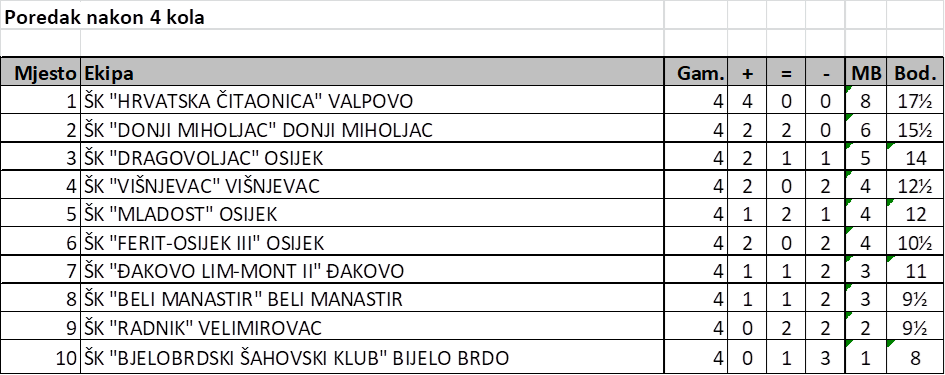 Poredak nakon 4 kola
Mjesto Ekipa Gam. + = - MB Bod.
1 ŠK "HRVATSKA ČITAONICA" VALPOVO 4 4 0 0 8 17½
2 ŠK "DONJI MIHOLJAC" DONJI MIHOLJAC 4 2 2 0 6 15½
3 ŠK "DRAGOVOLJAC" OSIJEK 4 2 1 1 5 14
4 ŠK "VIŠNJEVAC" VIŠNJEVAC 4 2 0 2 4 12½
5 ŠK "MLADOST" OSIJEK 4 1 2 1 4 12
6 ŠK "FERIT-OSIJEK III" OSIJEK 4 2 0 2 4 10½
7 ŠK "ĐAKOVO LIM-MONT II" ĐAKOVO 4 1 1 2 3 11
8 ŠK "BELI MANASTIR" BELI MANASTIR 4 1 1 2 3 9½
9 ŠK "RADNIK" VELIMIROVAC 4 0 2 2 2 9½
10 ŠK "BJELOBRDSKI ŠAHOVSKI KLUB" BIJELO BRDO 4 0 1 3 1 8